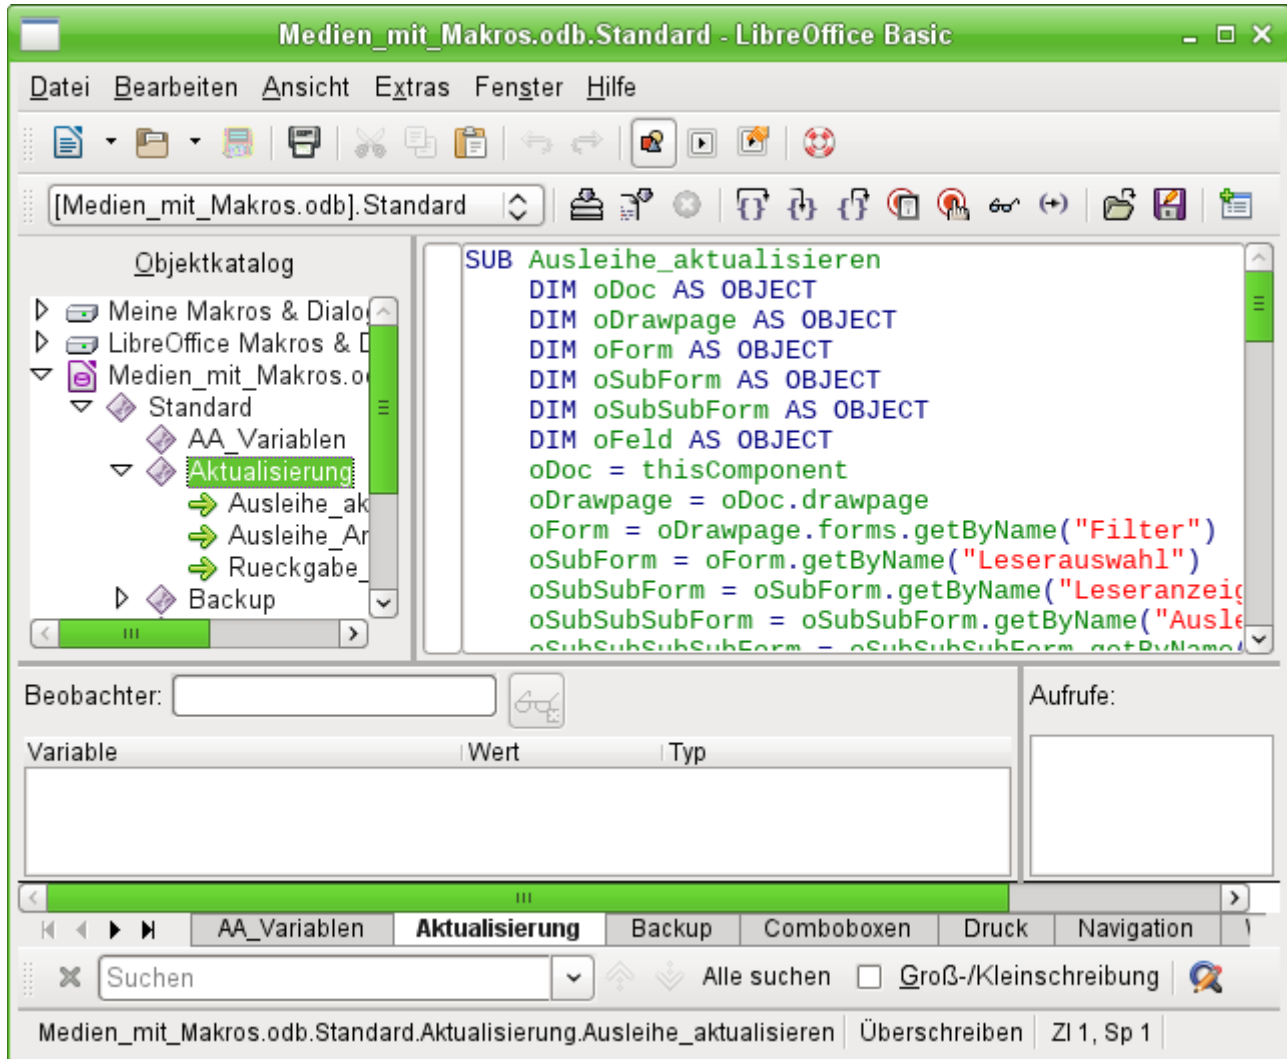 Medien_mit_Makros.odb.Standard - LibreOffice Basic
Datei Bearbeiten Ansicht Extras Fenster Hilfe
[Medien_mit_Makros.odb].Standard
Objektkatalog
Meine Makros & Dialog
LibreOffice Makros & D
Medien_mit_Makros.o
Standard
AA_Variablen
Aktualisierung
Ausleihe_ak
Ausleihe_Ar
Rueckgabe_
Backup
SUB Ausleihe_aktualisieren
DIM oDoc AS OBJECT
DIM oDrawpage AS OBJECT
DIM oForm AS OBJECT
DIM oSubForm AS OBJECT
DIM oSubSubForm AS OBJECT
DIM oFeld AS OBJECT
oDoc = thisComponent
oDrawpage = oDoc.drawpage
oForm = oDrawpage.forms.getByName("Filter")
oSubForm = oForm.getByName("Leserauswahl")
oSubSubForm = oSubForm.getByName("Leseranzeig
oSubSubForm = oSubSubForm.getByName("Ausle
oSubSubSubForm = oSubSubSubForm.getByName(
Beobachter:
Aufrufe:
Variable Wert Typ
AA_Variablen Aktualisierung Backup Comboboxen Druck Navigation
Suchen Alle suchen Groß-/Kleinschreibung
Medien_mit_Makros.odb.Standard.Aktualisierung.Ausleihe_aktualisieren Überschreiben Zl 1, Sp 1